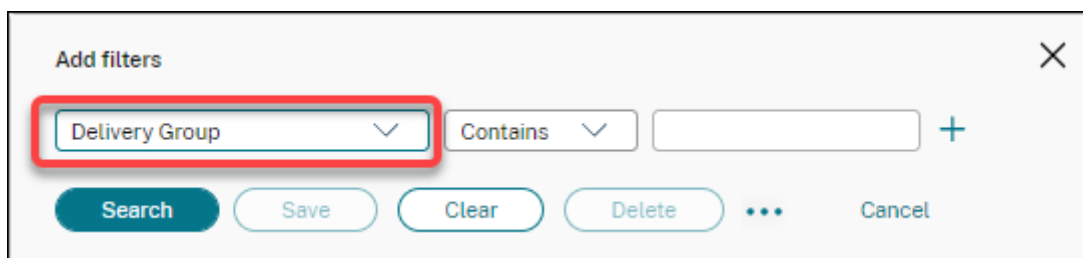 Add filters
Delivery Group Contains
Search Save Clear Delete ••• Cancel